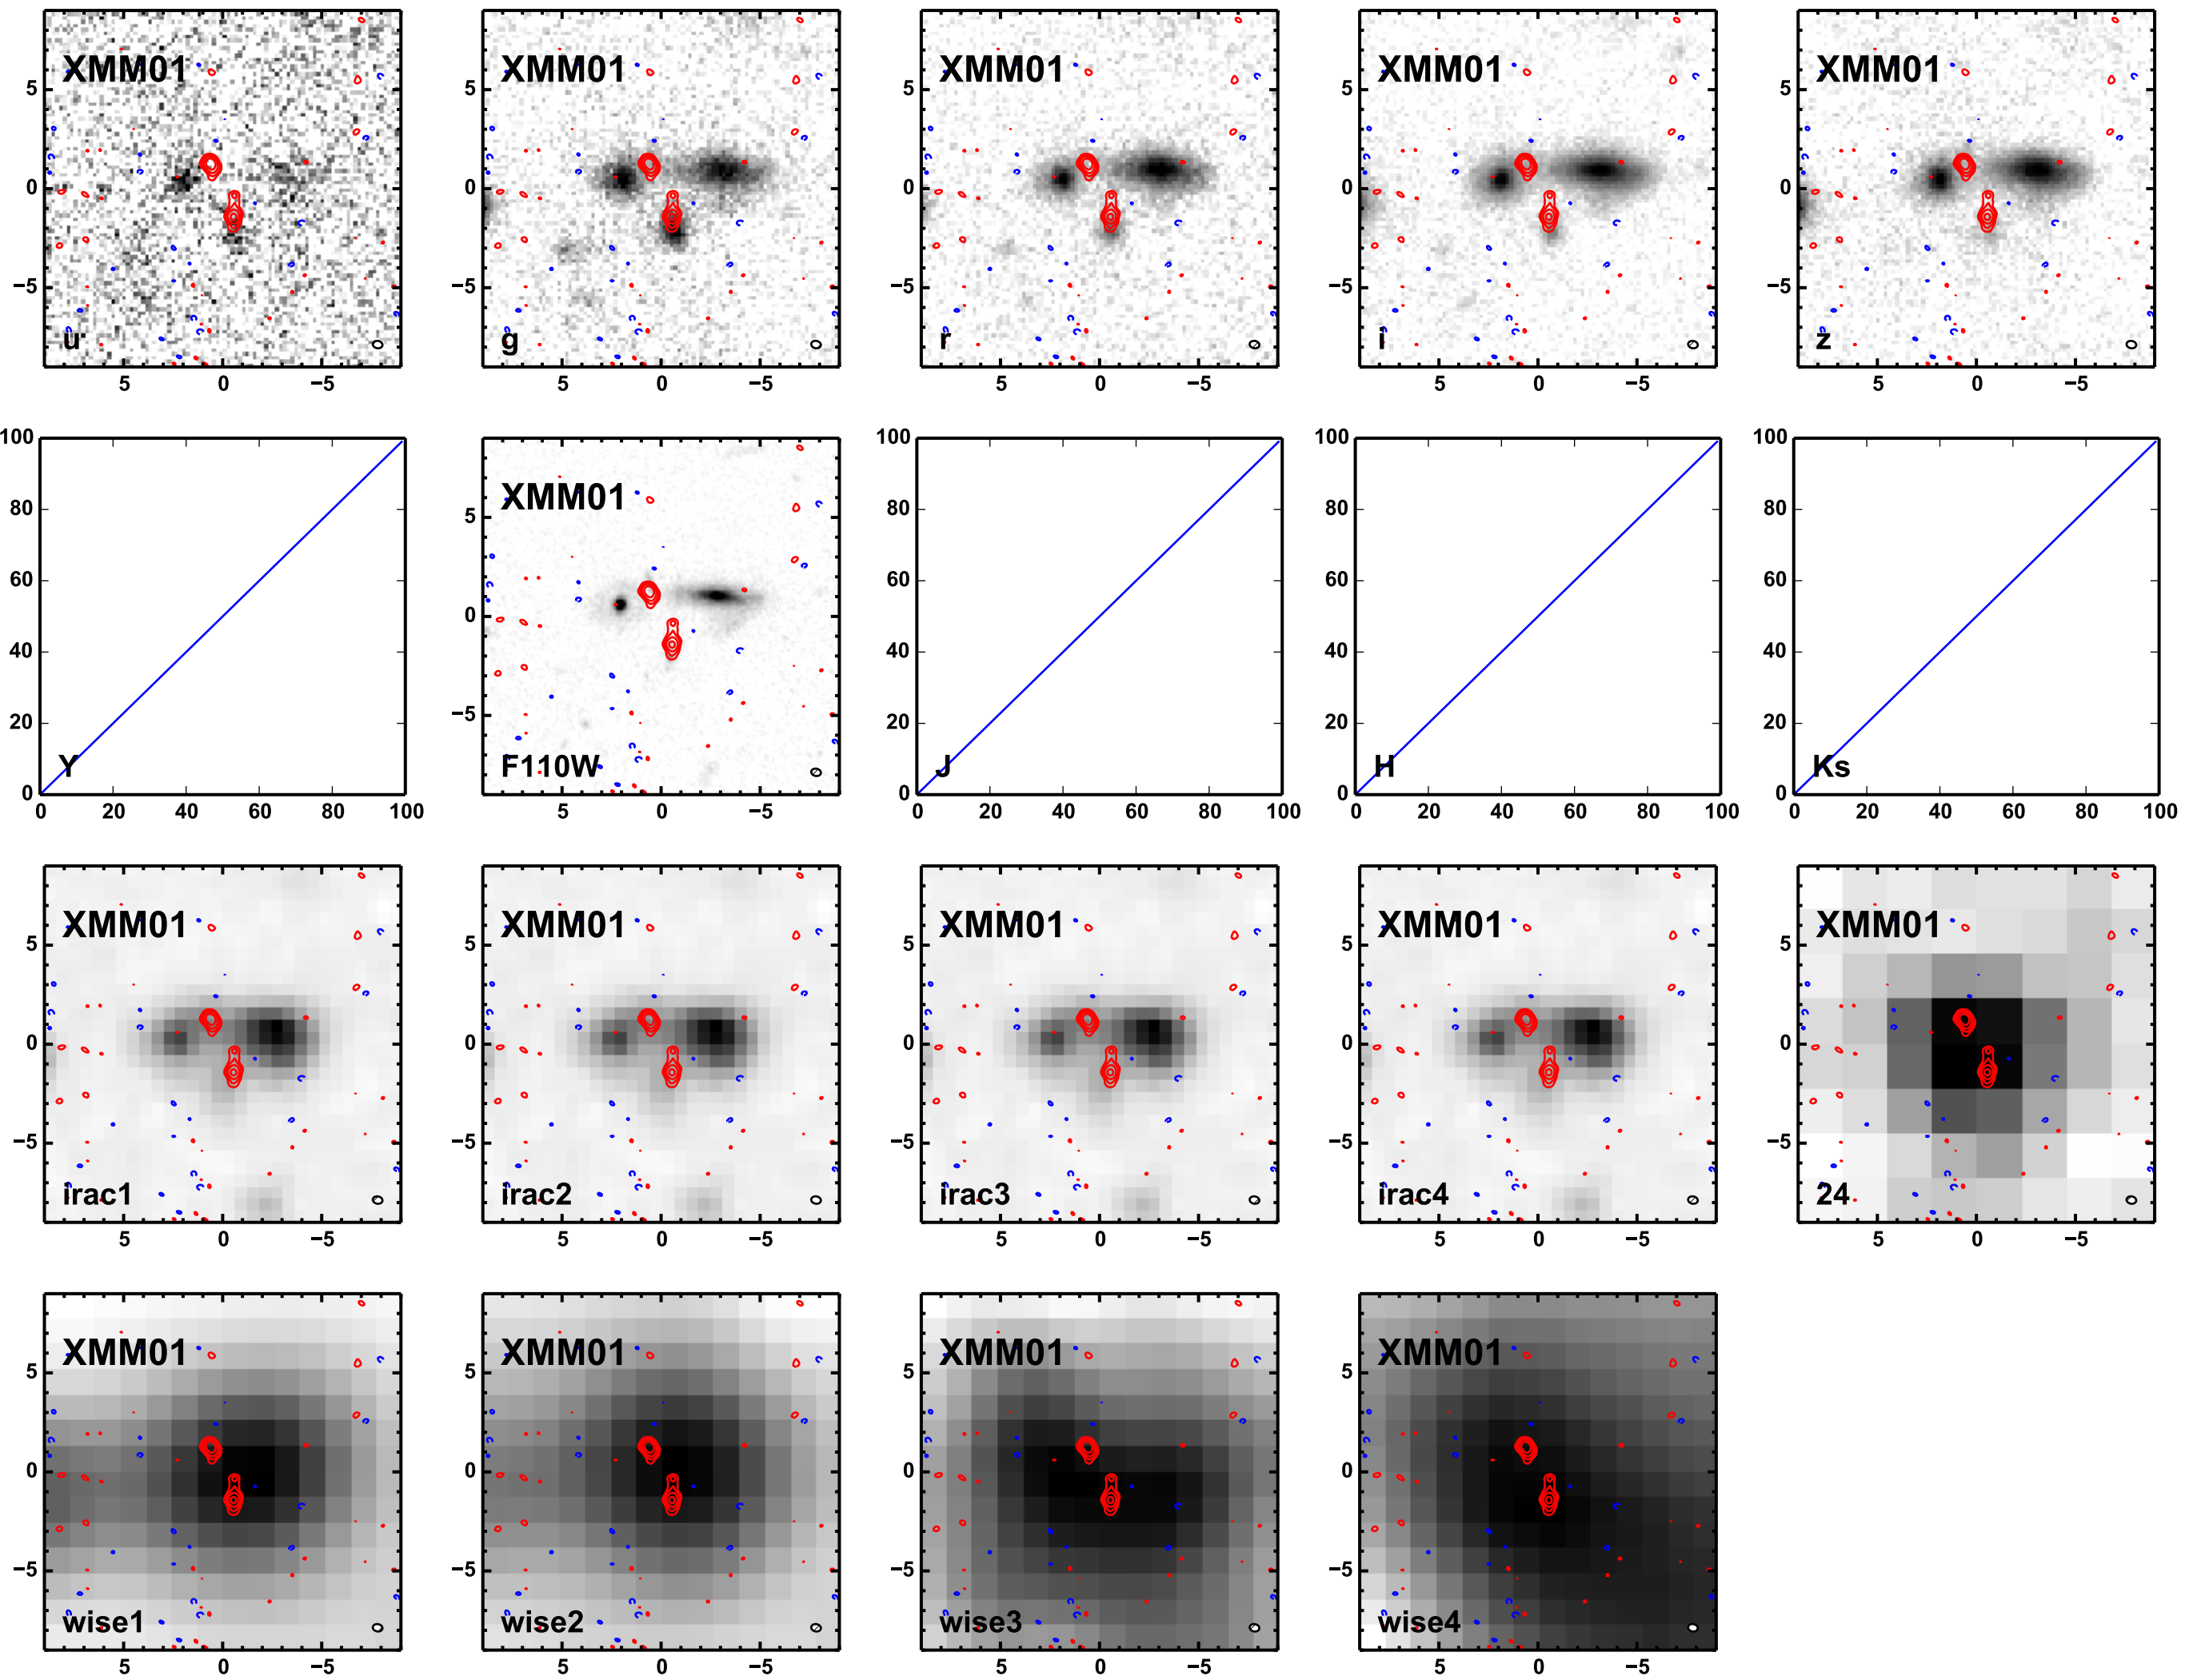 XMM01 XMM01 XMM01 XMM01 XMM01
5 5 5 5 5
0 0 0 0 0
−5 −5 −5 −5 −5
u g r i z
5 0 −5 5 0 −5 5 0 −5 5 0 −5 5 0 −5
100 100 100 100
XMM01
80 5 80 80 80
60 60 60 60
0
40 40 40 40
20 −5 20 20 20
Y F110W J H Ks
0 0 0 0
0 20 40 60 80 100 5 0 −5 0 20 40 60 80 100 0 20 40 60 80 100 0 20 40 60 80 100
XMM01 XMM01 XMM01 XMM01 XMM01
5 5 5 5 5
0 0 0 0 0
−5 −5 −5 −5 −5
irac1 irac2 irac3 irac4 24
5 0 −5 5 0 −5 5 0 −5 5 0 −5 5 0 −5
XMM01 XMM01 XMM01 XMM01
5 5 5 5
0 0 0 0
−5 −5 −5 −5
wise1 wise2 wise3 wise4
5 0 −5 5 0 −5 5 0 −5 5 0 −5